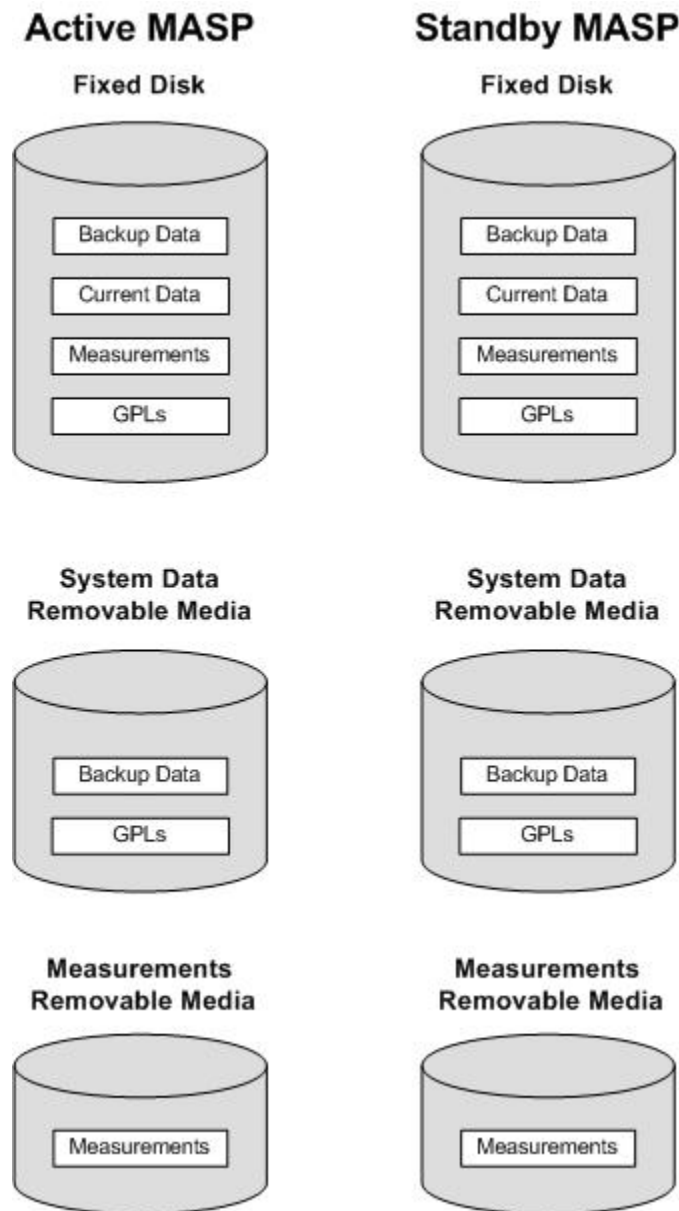 Active MASP
Standby MASP
Fixed Disk
Fixed Disk
Backup Data
Backup Data
Current Data
Current Data
Measurements
Measurements
GPLs
GPLs
System Data
Removable Media
System Data
Removable Media
Backup Data
Backup Data
GPLs
GPLs
Measurements
Removable Media
Measurements
Removable Media
Measurements
Measurements